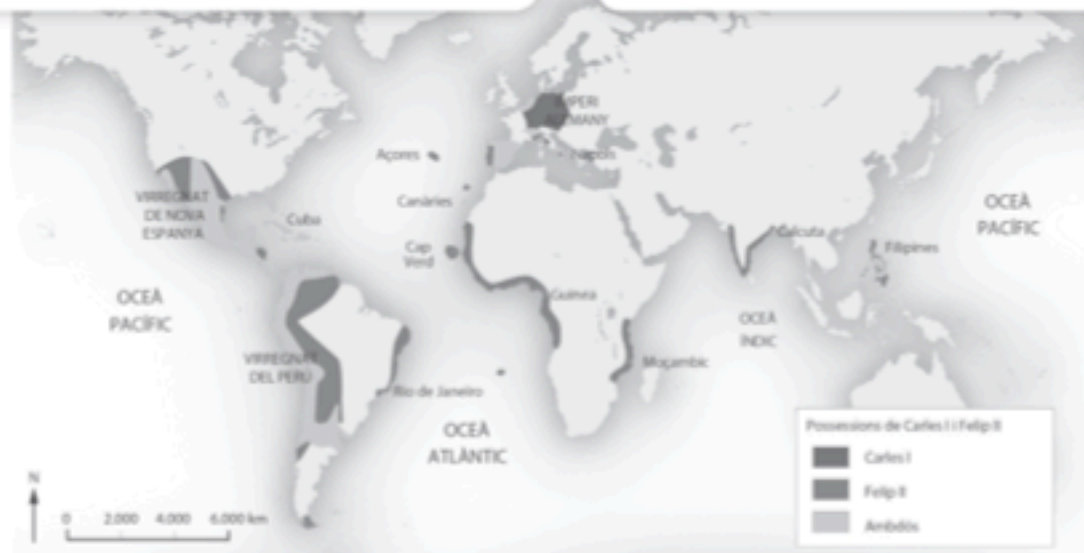 IMPERI
ALEMANY
Açores
Nàpols
Canàries
VIRREGNAT
DE NOVA
ESPANYA
Cuba
Cap
Verd
Calcuta
Filipines
OCEÀ
PACÍFIC
OCEÀ
PACÍFIC
Guinea
OCEÀ
ÍNDIC
VIRREGNAT
DEL PERÚ
Moçambic
Rio de Janeiro
OCEÀ
ATLÀNTIC
Possessions de Carles I i Felip II
Carles I
Felip II
Ambdós
N
0 2.000 4.000 6.000 km